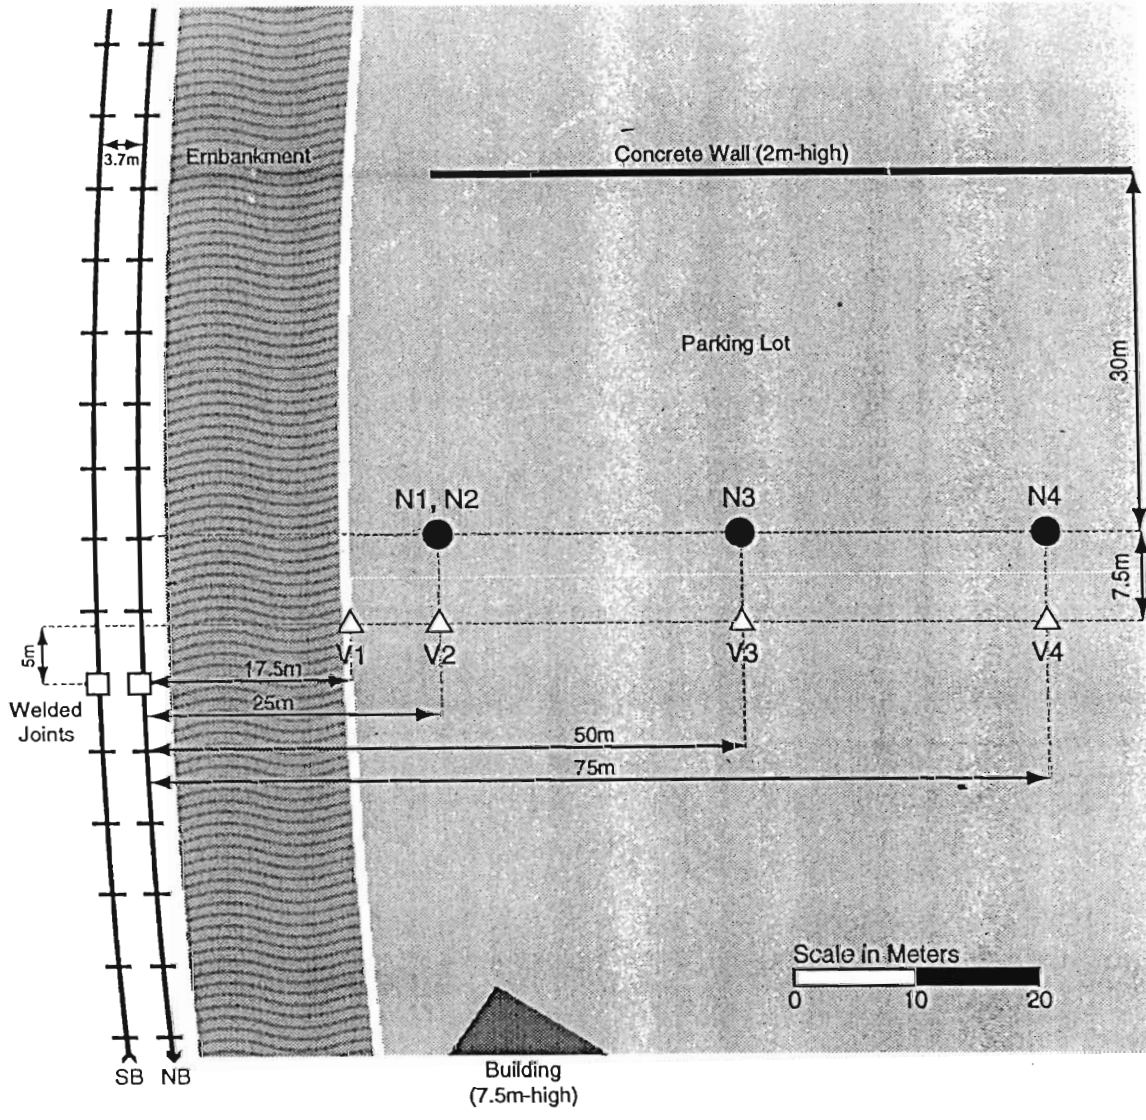 3.7m
Embankment
Concrete Wall (2m-high)
Parking Lot
30m
N1, N2
N3
N4
7.5m
5m
V1
V2
V3
V4
17.5m
Welded
Joints
25m
50m
75m
Scale in Meters
0
10
20
SB
NB
Building
(7.5m-high)